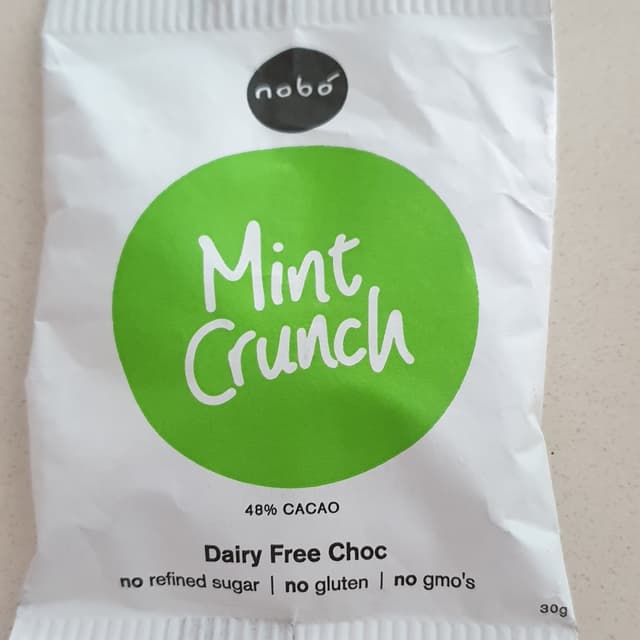 nobó
Mint
Crunch
48% CACAO
Dairy Free Choc
no refined sugar | no gluten | no gmo's
30g